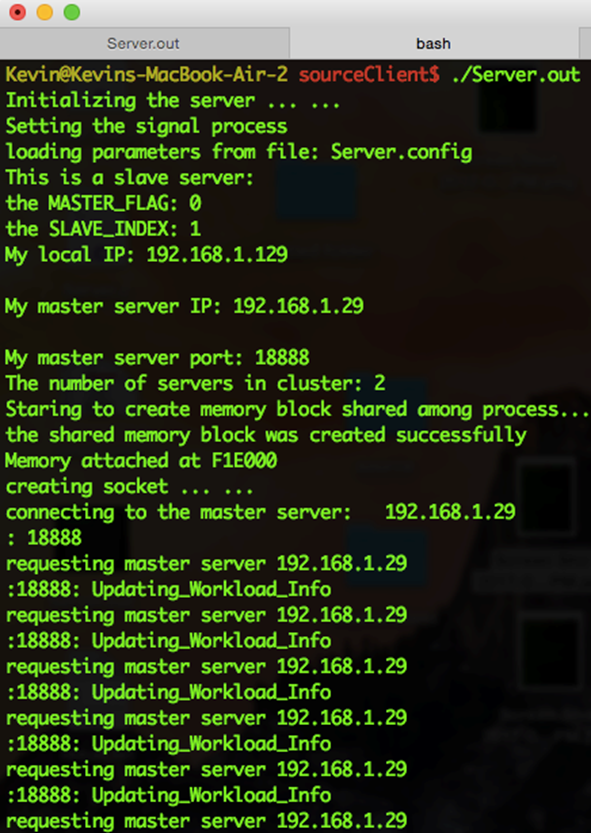 Server.out
bash
Kevin@Kevins-MacBook-Air-2 sourceClient$ ./Server.out
Initializing the server ... ...
Setting the signal process
loading parameters from file: Server.config
This is a slave server:
the MASTER_FLAG: 0
the SLAVE_INDEX: 1
My local IP: 192.168.1.129
My master server IP: 192.168.1.29
My master server port: 18888
The number of servers in cluster: 2
Staring to create memory block shared among process...
the shared memory block was created successfully
Memory attached at F1E000
creating socket ... ...
connecting to the master server:   192.168.1.29
: 18888
requesting master server 192.168.1.29
:18888: Updating_Workload_Info
requesting master server 192.168.1.29
:18888: Updating_Workload_Info
requesting master server 192.168.1.29
:18888: Updating_Workload_Info
requesting master server 192.168.1.29
:18888: Updating_Workload_Info
requesting master server 192.168.1.29
:18888: Updating_Workload_Info
requesting master server 192.168.1.29